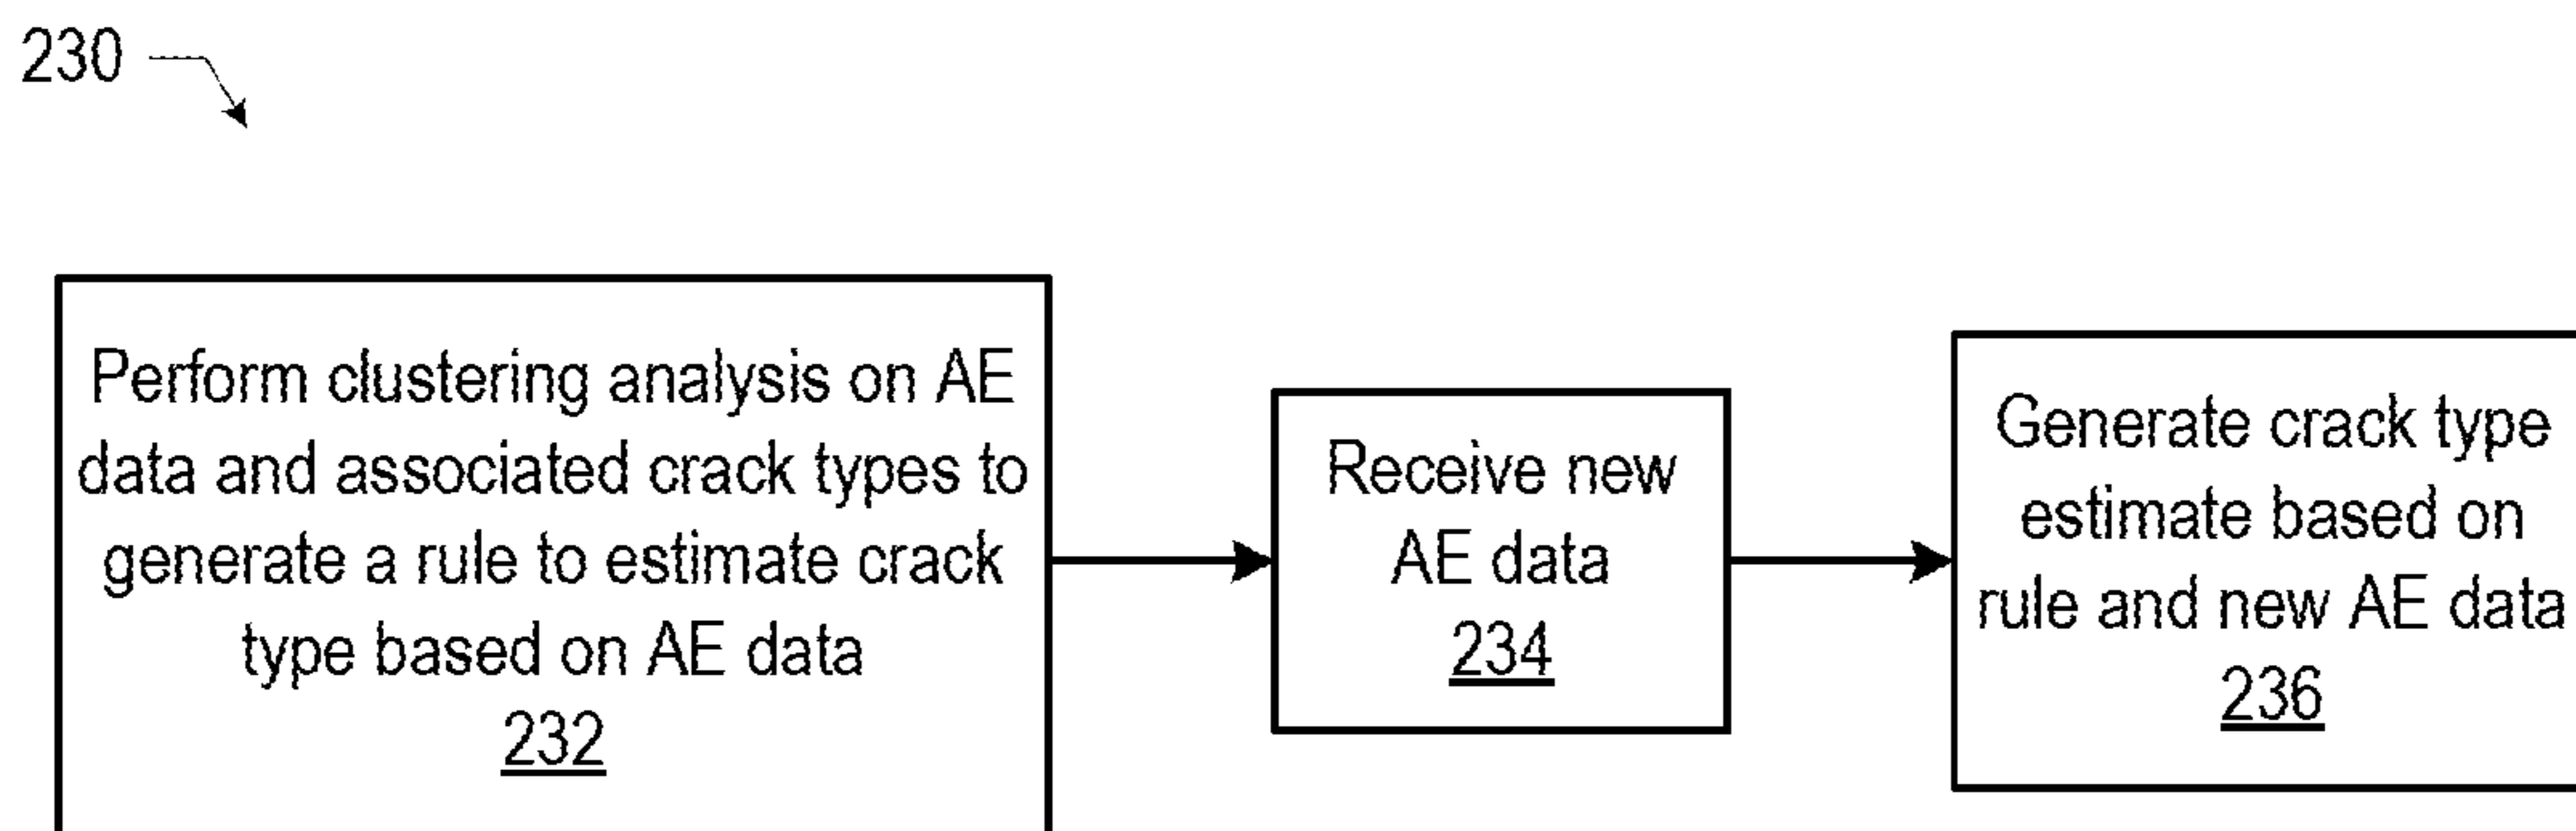 230
Perform clustering analysis on AE
data and associated crack types to
generate a rule to estimate crack
type based on AE data
232
Receive new
AE data
234
Generate crack type
estimate based on
rule and new AE data
236